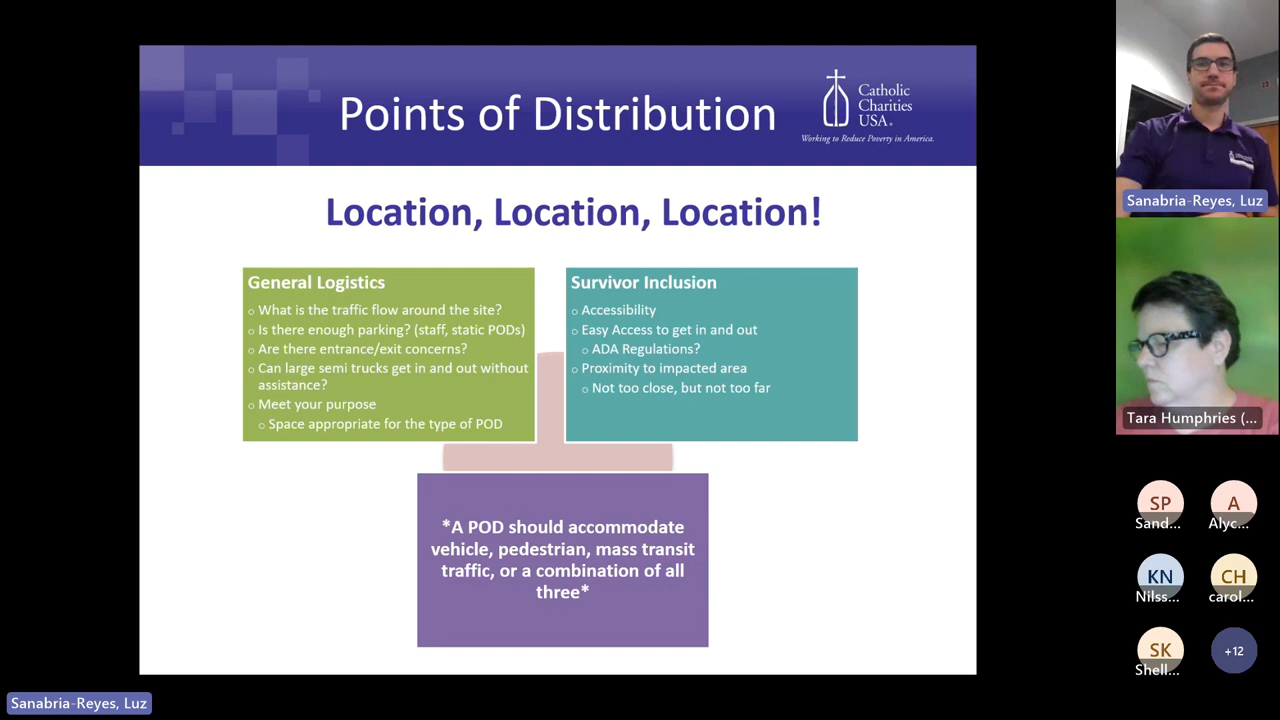 Points of Distribution
Catholic
Charities
USA®
Working to Reduce Poverty in America.
Location, Location, Location!
General Logistics
What is the traffic flow around the site?
Is there enough parking? (staff, static PODs)
Are there entrance/exit concerns?
Can large semi trucks get in and out without
assistance?
Meet your purpose
Space appropriate for the type of POD
Survivor Inclusion
Accessibility
Easy Access to get in and out
ADA Regulations?
Proximity to impacted area
Not too close, but not too far
*A POD should accommodate
vehicle, pedestrian, mass transit
traffic, or a combination of all
three*
Sanabria-Reyes, Luz
Tara Humphries (...
SP
Sand...
A
Alyc...
KN
Nilss...
CH
carol...
SK
Shell...
+12
Sanabria-Reyes, Luz